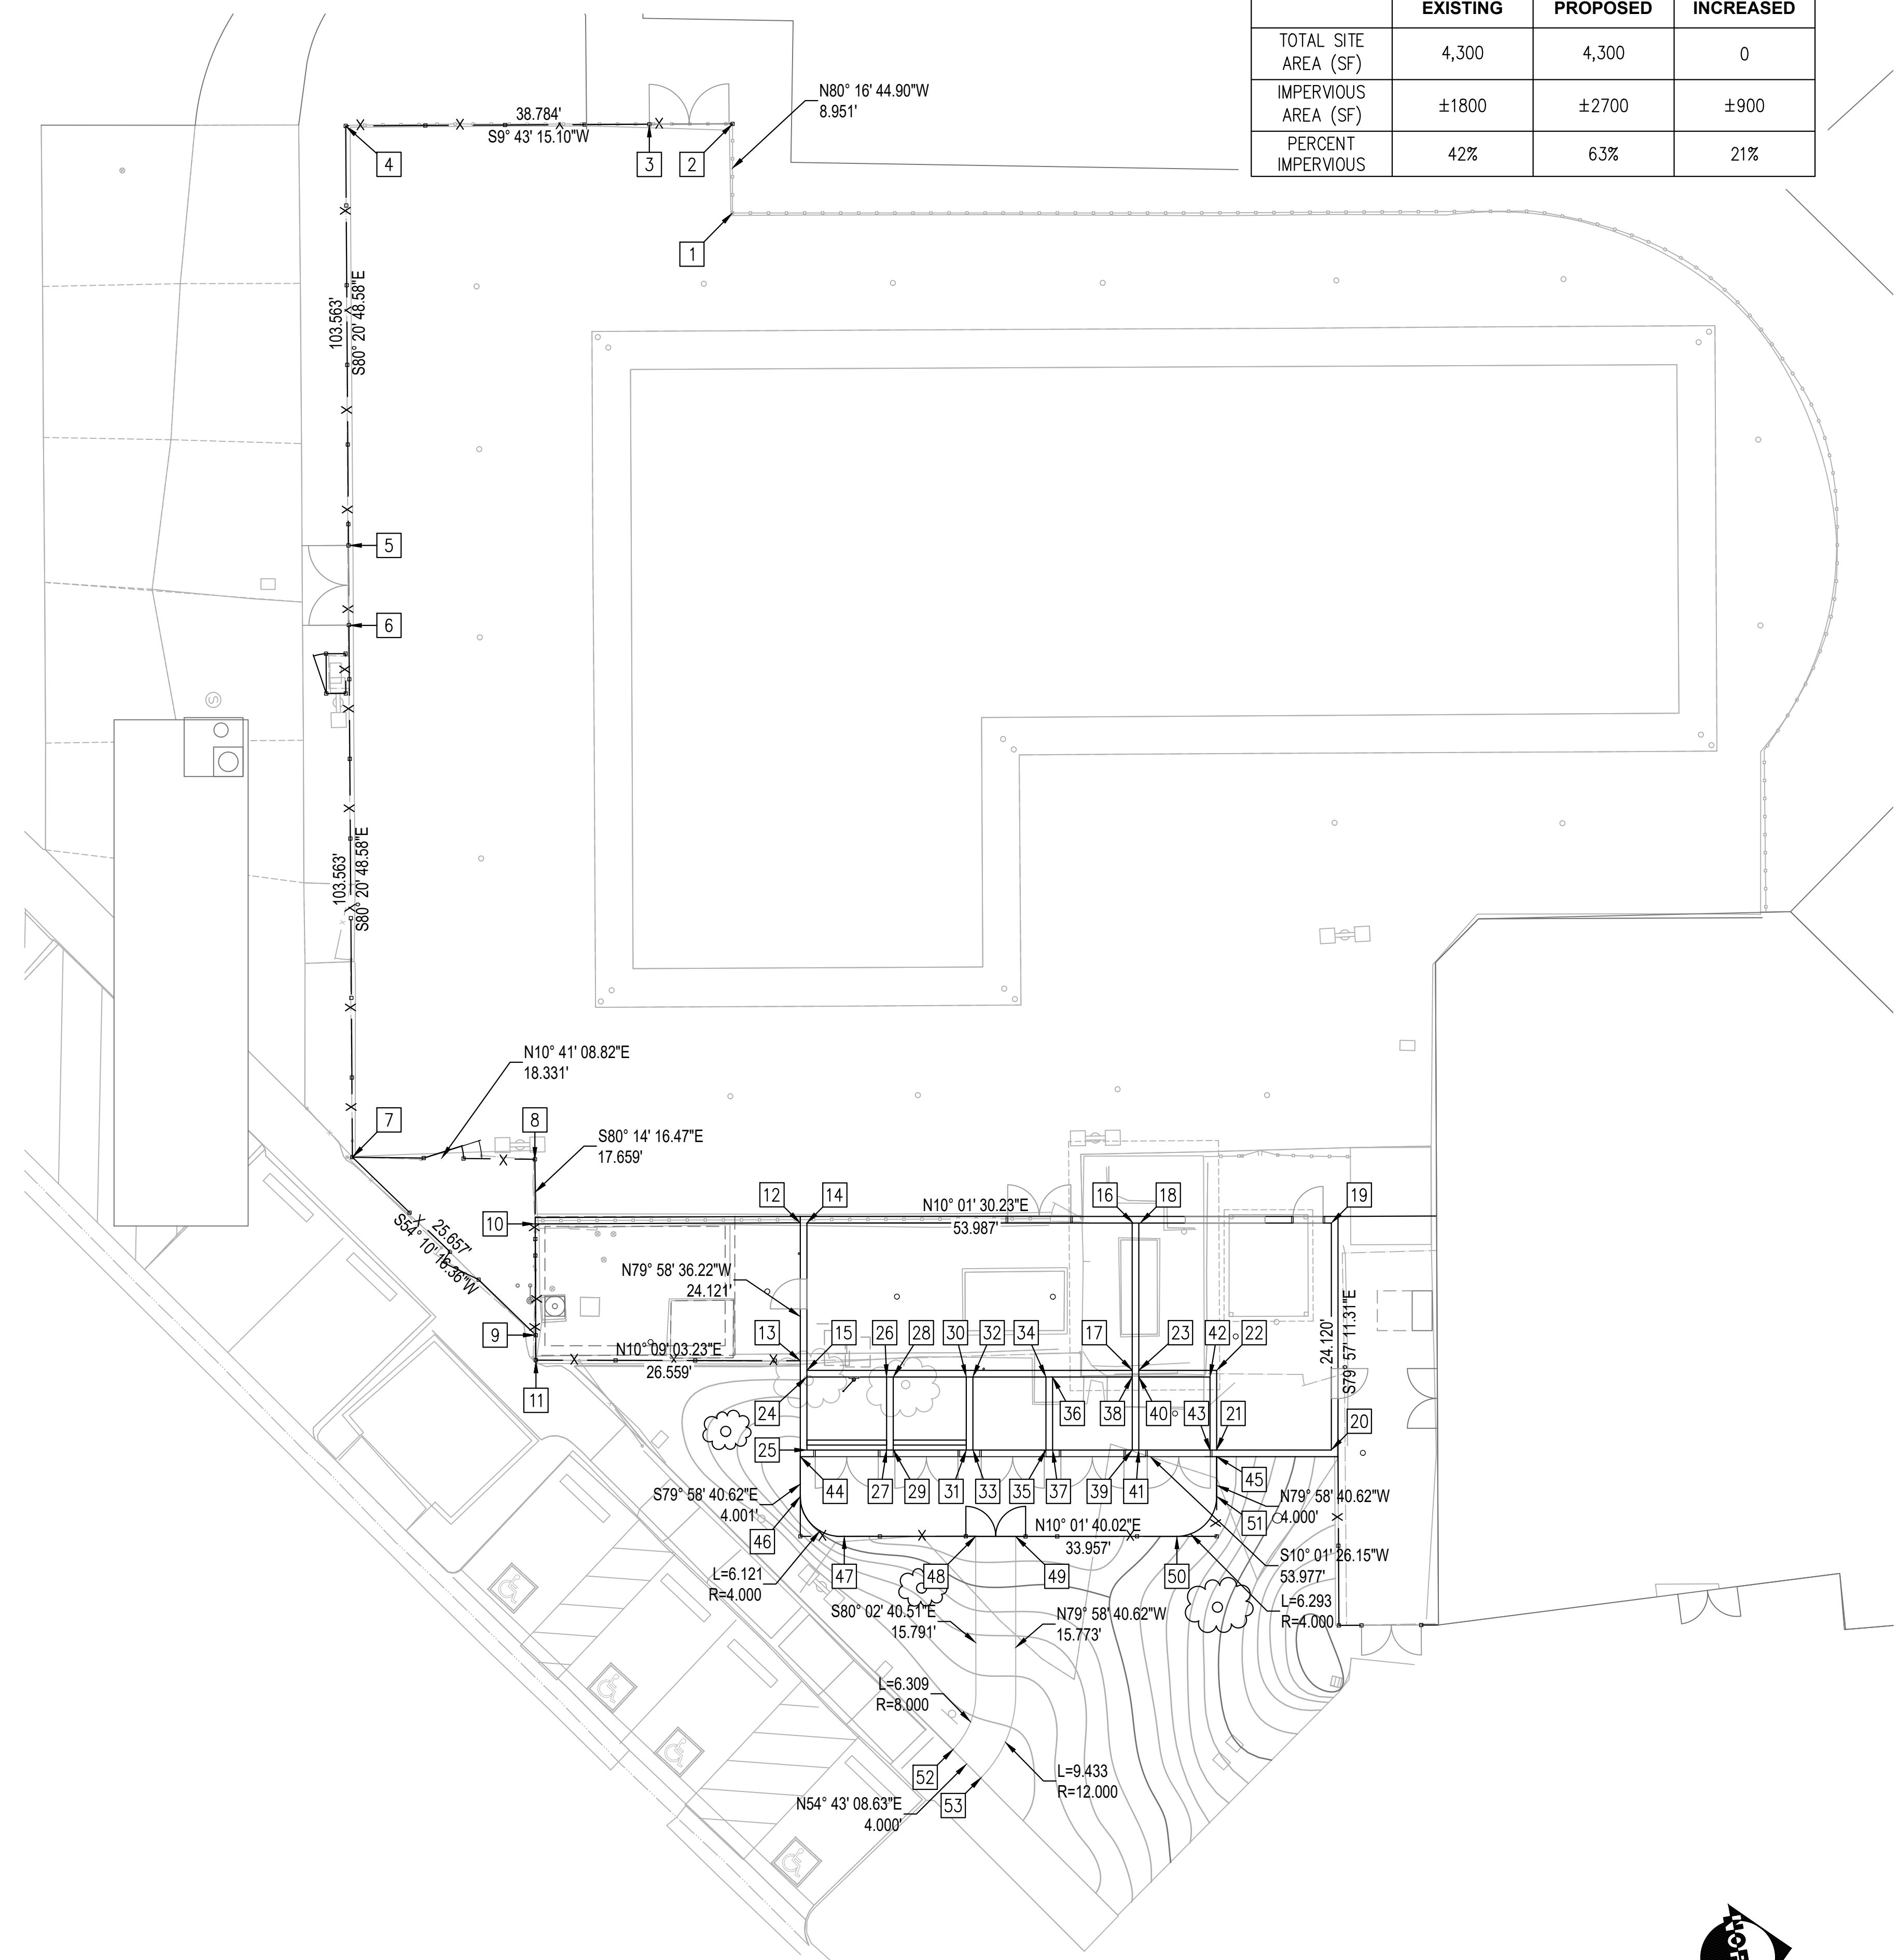 EXISTING PROPOSED INCREASED
TOTAL SITE
AREA (SF)
4,300 4,300 0
IMPERVIOUS
AREA (SF)
±1800 ±2700 ±900
PERCENT
IMPERVIOUS
42% 63% 21%
N80° 16' 44.90"W
8.951'
38.784'
S9° 43' 15.10"W
4
3
2
1
103.563'
S80° 20' 48.58"E
5
6
S
103.563'
S80° 20' 48.58"E
N10° 41' 08.82"E
18.331'
7
8
S80° 14' 16.47"E
17.659'
12
14
N10° 01' 30.23"E
53.987'
16
18
19
10
25.657'
S54° 10' 16.36"W
N79° 58' 36.22"W
24.121'
24.120'
S79° 57' 11.31"E
9
13
15
26
28
30
32
34
17
23
42
22
N10° 09' 03.23"E
26.559'
11
24
36
38
40
43
21
20
25
44
27
29
31
33
35
37
39
41
45
S79° 58' 40.62"E
4.001'
N79° 58' 40.62"W
4.000'
51
46
N10° 01' 40.02"E
33.957'
S10° 01' 26.15"W
53.977'
L=6.121
R=4.000
47
48
49
50
L=6.293
R=4.000
S80° 02' 40.51"E
15.791'
N79° 58' 40.62"W
15.773'
L=6.309
R=8.000
52
L=9.433
R=12.000
53
N54° 43' 08.63"E
4.000'